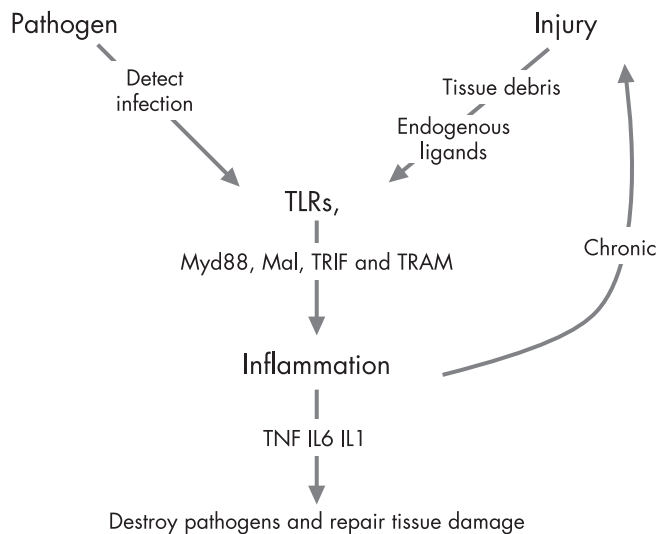 Pathogen
Injury
Detect
infection
Tissue debris
Endogenous
ligands
TLRs,
Chronic
Myd88, Mal, TRIF and TRAM
Inflammation
TNF IL6 IL1
Destroy pathogens and repair tissue damage